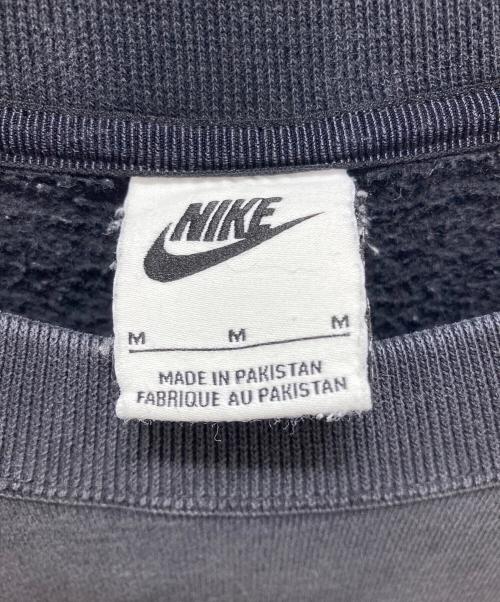 NIKE
M M M
MADE IN PAKISTAN
FABRIQUE AU PAKISTAN